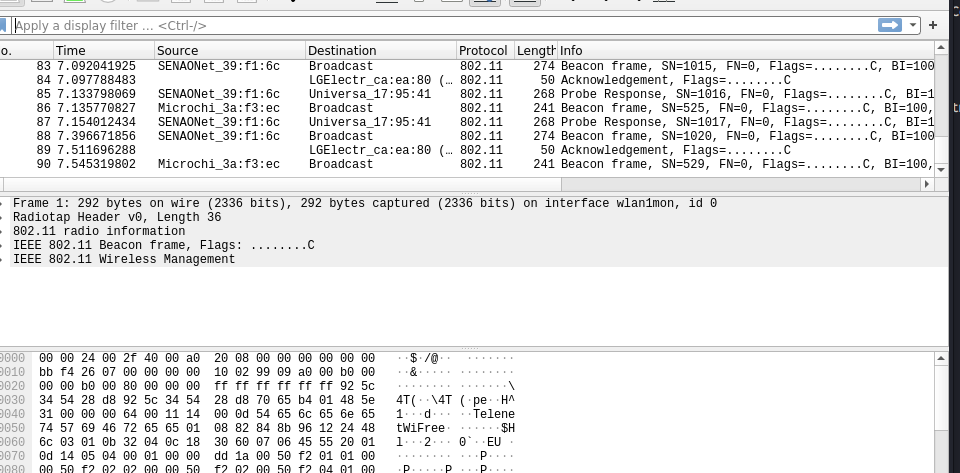 Apply a display filter ... <Ctrl-/>
o. Time Source Destination Protocol Length Info
83 7.092041925 SENAONet_39:f1:6c Broadcast 802.11 274 Beacon frame, SN=1015, FN=0, Flags=........C, BI=100
84 7.097788483 LGElectr_ca:ea:80 (… 802.11 50 Acknowledgement, Flags=........C
85 7.133798069 SENAONet_39:f1:6c Universa_17:95:41 802.11 268 Probe Response, SN=1016, FN=0, Flags=........C, BI=1
86 7.135770827 Microchi_3a:f3:ec Broadcast 802.11 241 Beacon frame, SN=525, FN=0, Flags=........C, BI=100,
87 7.154012434 SENAONet_39:f1:6c Universa_17:95:41 802.11 268 Probe Response, SN=1017, FN=0, Flags=........C, BI=1
88 7.396671856 SENAONet_39:f1:6c Broadcast 802.11 274 Beacon frame, SN=1020, FN=0, Flags=........C, BI=100
89 7.511696288 LGElectr_ca:ea:80 (… 802.11 50 Acknowledgement, Flags=........C
90 7.545319802 Microchi_3a:f3:ec Broadcast 802.11 241 Beacon frame, SN=529, FN=0, Flags=........C, BI=100,
Frame 1: 292 bytes on wire (2336 bits), 292 bytes captured (2336 bits) on interface wlan1mon, id 0
Radiotap Header v0, Length 36
802.11 radio information
IEEE 802.11 Beacon frame, Flags: ........C
IEEE 802.11 Wireless Management
0000 00 00 24 00 2f 40 00 a0 20 08 00 00 00 00 00 00 ··$·/@·· ·······
0010 bb f4 26 07 00 00 00 00 10 02 99 09 a0 00 b0 00 ··&····· ········
0020 00 00 b0 00 80 00 00 00 ff ff ff ff ff ff 92 5c ········ ·······\
0030 34 54 28 d8 92 5c 34 54 28 d8 70 65 b4 01 48 5e 4T(··\4T (·pe··H^
0040 31 00 00 00 64 00 11 14 00 0d 54 65 6c 65 6e 65 1···d··· ··Telene
0050 74 57 69 46 72 65 65 01 08 82 84 8b 96 12 24 48 tWiFree· ······$H
0060 6c 03 01 0b 32 04 0c 18 30 60 07 06 45 55 20 01 l···2··· 0`··EU ·
0070 0d 14 05 04 00 01 00 00 dd 1a 00 50 f2 01 01 00 ········ ···P····
0080 00 50 f2 02 02 00 00 50 f2 02 00 50 f2 04 01 00 ·P·····P ···P····